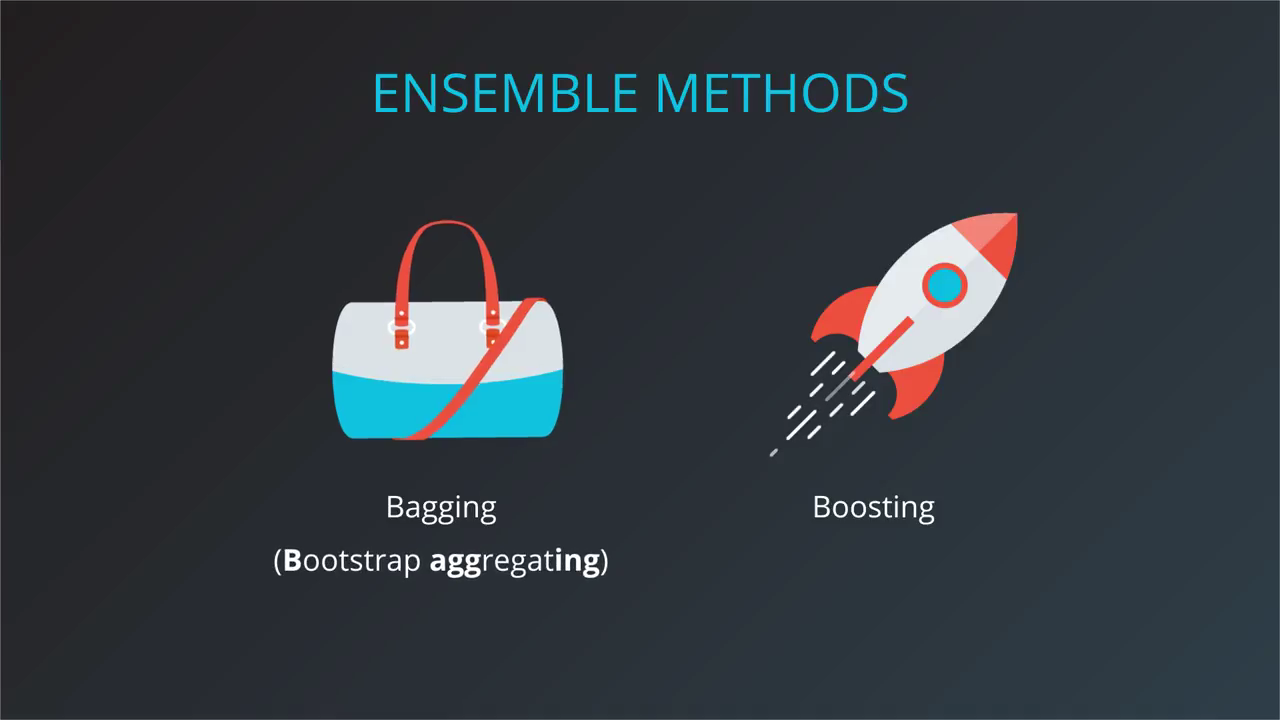 ENSEMBLE METHODS
Bagging
(Bootstrap aggregating)
Boosting